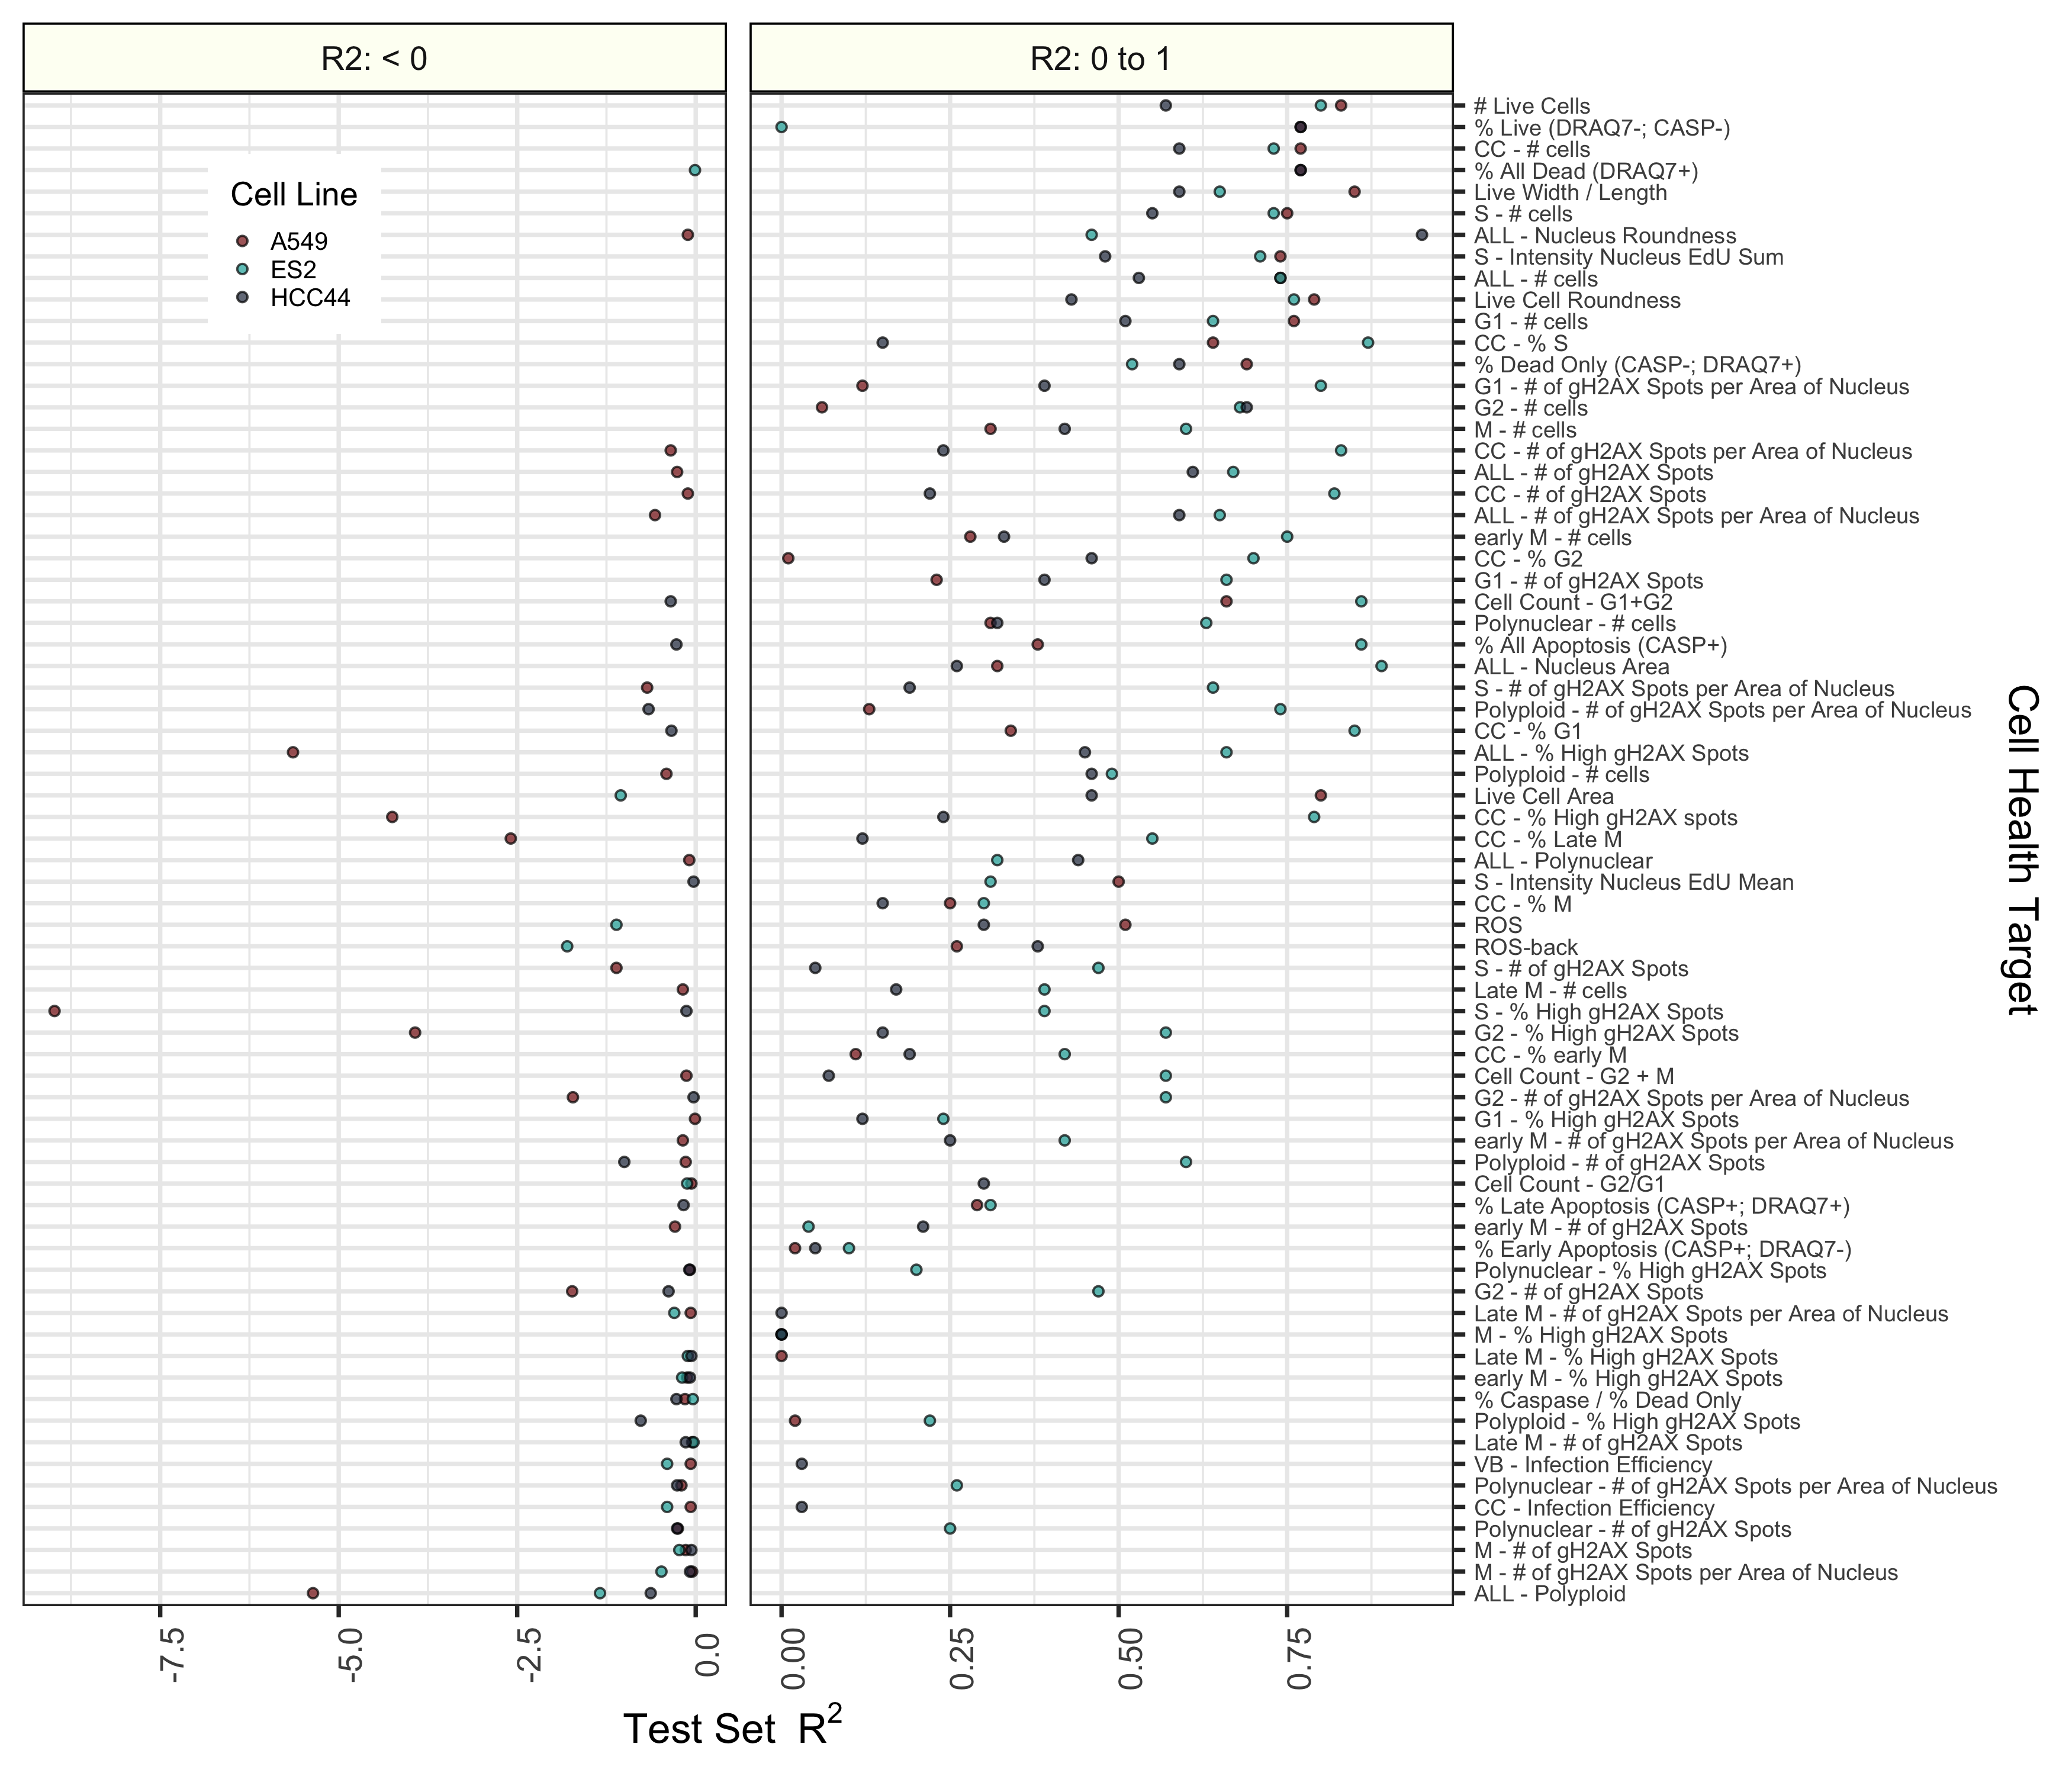 R2: < 0
R2: 0 to 1
Cell Line
A549
ES2
HCC44
# Live Cells
% Live (DRAQ7-; CASP-)
CC - # cells
% All Dead (DRAQ7+)
Live Width / Length
S - # cells
ALL - Nucleus Roundness
S - Intensity Nucleus EdU Sum
ALL - # cells
Live Cell Roundness
G1 - # cells
CC - % S
% Dead Only (CASP-; DRAQ7+)
G1 - # of gH2AX Spots per Area of Nucleus
G2 - # cells
M - # cells
CC - # of gH2AX Spots per Area of Nucleus
ALL - # of gH2AX Spots
CC - # of gH2AX Spots
ALL - # of gH2AX Spots per Area of Nucleus
early M - # cells
CC - % G2
G1 - # of gH2AX Spots
Cell Count - G1+G2
Polynuclear - # cells
% All Apoptosis (CASP+)
ALL - Nucleus Area
S - # of gH2AX Spots per Area of Nucleus
Polyploid - # of gH2AX Spots per Area of Nucleus
CC - % G1
ALL - % High gH2AX Spots
Polyploid - # cells
Live Cell Area
CC - % High gH2AX spots
CC - % Late M
ALL - Polynuclear
S - Intensity Nucleus EdU Mean
CC - % M
ROS
ROS-back
S - # of gH2AX Spots
Late M - # cells
S - % High gH2AX Spots
G2 - % High gH2AX Spots
CC - % early M
Cell Count - G2 + M
G2 - # of gH2AX Spots per Area of Nucleus
G1 - % High gH2AX Spots
early M - # of gH2AX Spots per Area of Nucleus
Polyploid - # of gH2AX Spots
Cell Count - G2/G1
% Late Apoptosis (CASP+; DRAQ7+)
early M - # of gH2AX Spots
% Early Apoptosis (CASP+; DRAQ7-)
Polynuclear - % High gH2AX Spots
G2 - # of gH2AX Spots
Late M - # of gH2AX Spots per Area of Nucleus
M - % High gH2AX Spots
Late M - % High gH2AX Spots
early M - % High gH2AX Spots
% Caspase / % Dead Only
Polyploid - % High gH2AX Spots
Late M - # of gH2AX Spots
VB - Infection Efficiency
Polynuclear - # of gH2AX Spots per Area of Nucleus
CC - Infection Efficiency
Polynuclear - # of gH2AX Spots
M - # of gH2AX Spots
M - # of gH2AX Spots per Area of Nucleus
ALL - Polyploid
Cell Health Target
-7.5 -5.0 -2.5 0.0
0.00 0.25 0.50 0.75
Test Set R²